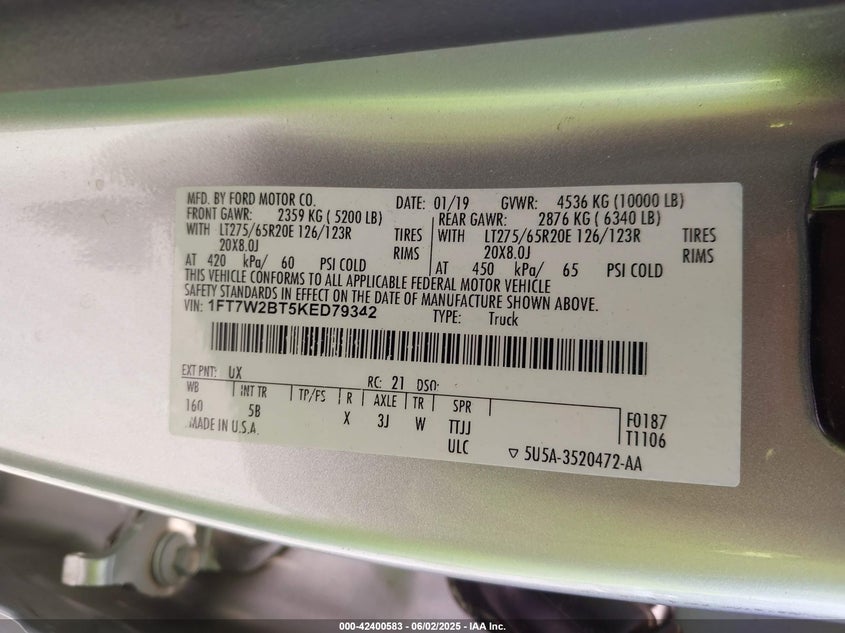 MFD. BY FORD MOTOR CO. DATE: 01/19 GVWR: 4536 KG (10000 LB)
FRONT GAWR: 2359 KG ( 5200 LB) REAR GAWR: 2876 KG ( 6340 LB)
WITH LT275/65R20E 126/123R TIRES WITH LT275/65R20E 126/123R TIRES
20X8.0J RIMS 20X8.0J RIMS
AT 420 kPa/ 60 PSI COLD AT 450 kPa/ 65 PSI COLD
THIS VEHICLE CONFORMS TO ALL APPLICABLE FEDERAL MOTOR VEHICLE
SAFETY STANDARDS IN EFFECT ON THE DATE OF MANUFACTURE SHOWN ABOVE.
VIN: 1FT7W2BT5KED79342 TYPE: Truck
EXT PNT: UX RC: 21 DSO:
WB INT TR TP/FS R AXLE TR SPR
160 5B X 3J W TTJJ F0187
MADE IN U.S.A. ULC T1106
▽ 5U5A-3520472-AA
000-42400583 - 06/02/2025 - IAA Inc.